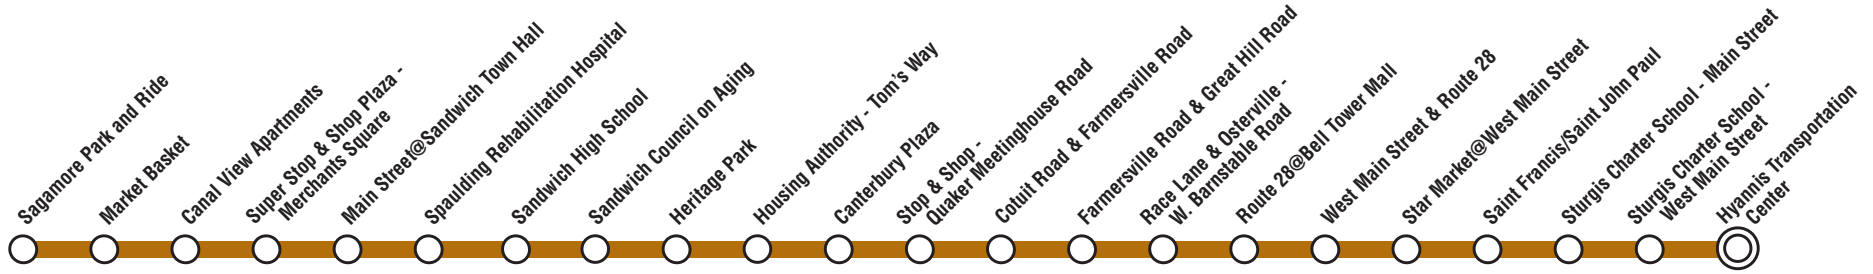 Sagamore Park and Ride
Market Basket
Canal View Apartments
Super Stop & Shop Plaza -
Merchants Square
Main Street@Sandwich Town Hall
Spaulding Rehabilitation Hospital
Sandwich High School
Sandwich Council on Aging
Heritage Park
Housing Authority - Tom's Way
Canterbury Plaza
Stop & Shop -
Quaker Meetinghouse Road
Cotuit Road & Farmersville Road
Farmersville Road & Great Hill Road
Race Lane & Osterville-
W. Barnstable Road
Route 28@Bell Tower Mall
West Main Street & Route 28
Star Market@West Main Street
Saint Francis/Saint John Paul
Sturgis Charter School - Main Street
Sturgis Charter School -
West Main Street
Hyannis Transportation
Center